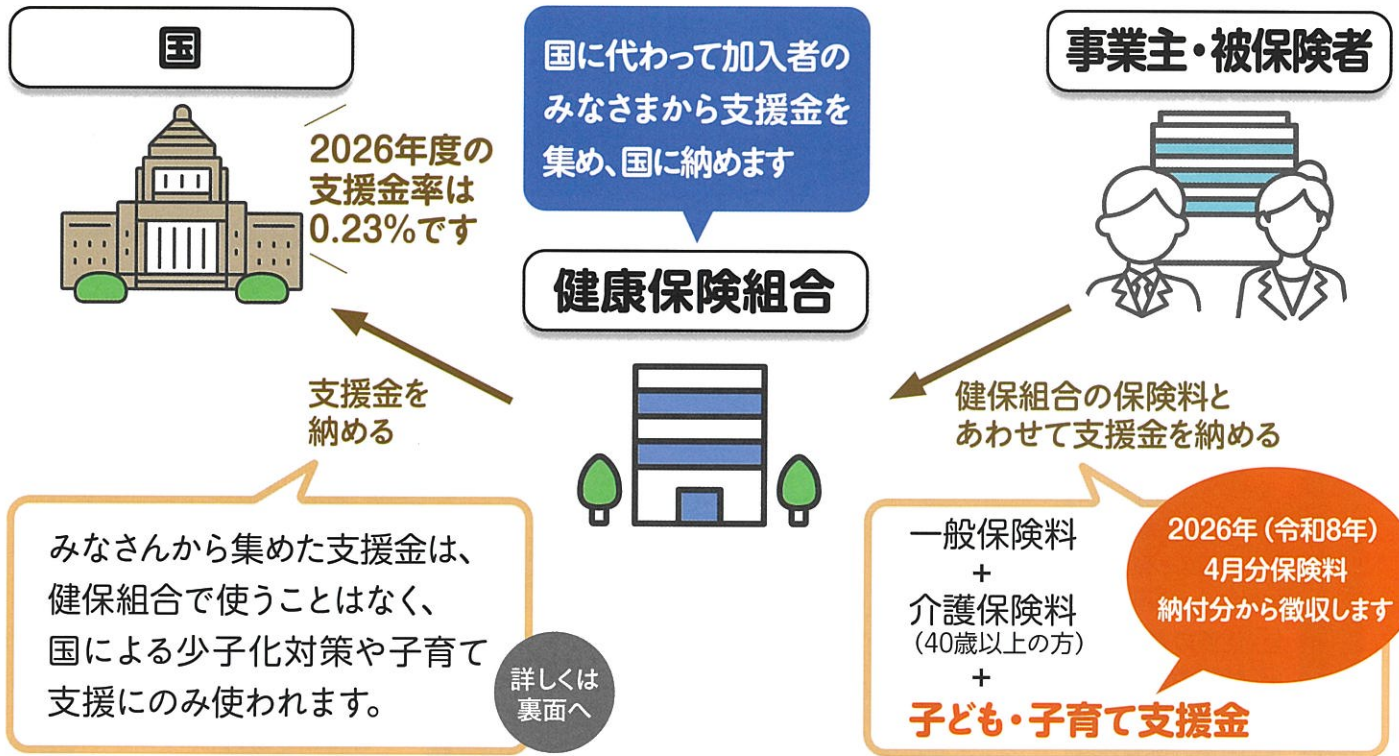 国
2026年度の
支援金率は
0.23%です
国に代わって加入者の
みなさまから支援金を
集め、国に納めます
健康保険組合
事業主・被保険者
支援金を
納める
健保組合の保険料と
あわせて支援金を納める
みなさんから集めた支援金は、
健保組合で使うことはなく、
国による少子化対策や子育て
支援にのみ使われます。
詳しくは
裏面へ
一般保険料
+
介護保険料
(40歳以上の方)
+
子ども・子育て支援金
2026年(令和8年)
4月分保険料
納付分から徴収します